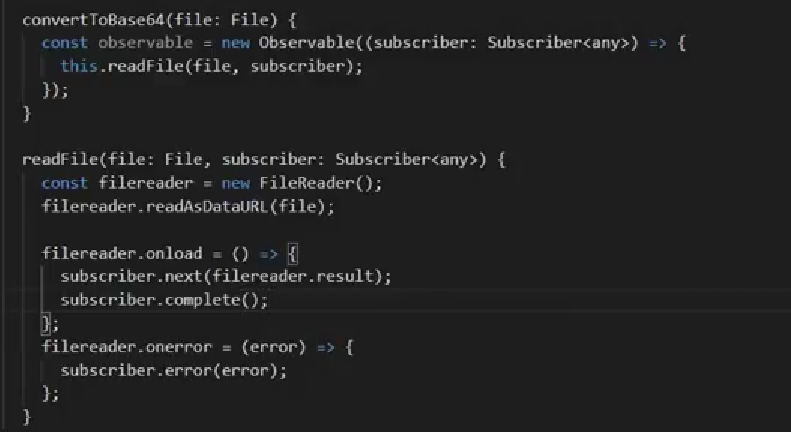 convertToBase64(file: File) {
const observable = new Observable((subscriber: Subscriber<any>) => {
this.readFile(file, subscriber);
});
}
readFile(file: File, subscriber: Subscriber<any>) {
const filereader = new FileReader();
filereader.readAsDataURL(file);
filereader.onload = () => {
subscriber.next(filereader.result);
subscriber.complete();
};
filereader.onerror = (error) => {
subscriber.error(error);
};
}